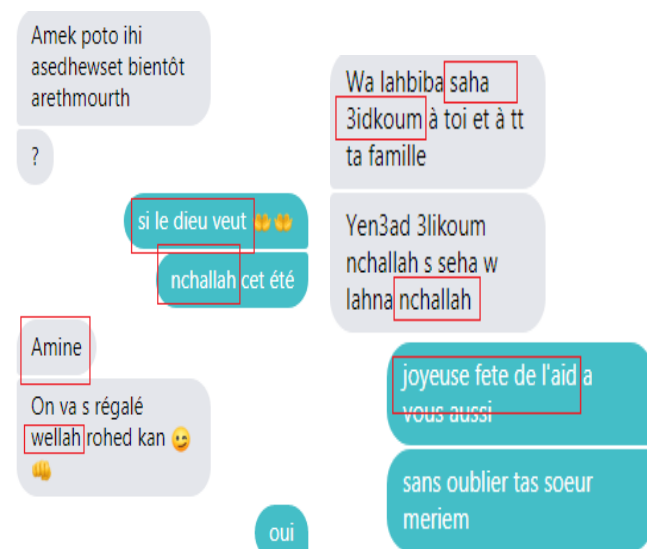 Amek poto ihi
asedhewset bientôt
arethmourth
?
si le dieu veut 🤲🤲
nchallah cet été
Amine
On va s régalé
wellah rohed kan 😉
👊
oui
Wa lahbiba saha
3idkoum à toi et à tt
ta famille
Yen3ad 3likoum
nchallah s seha w
lahna nchallah
joyeuse fete de l'aid a
vous aussi
sans oublier tas soeur
meriem